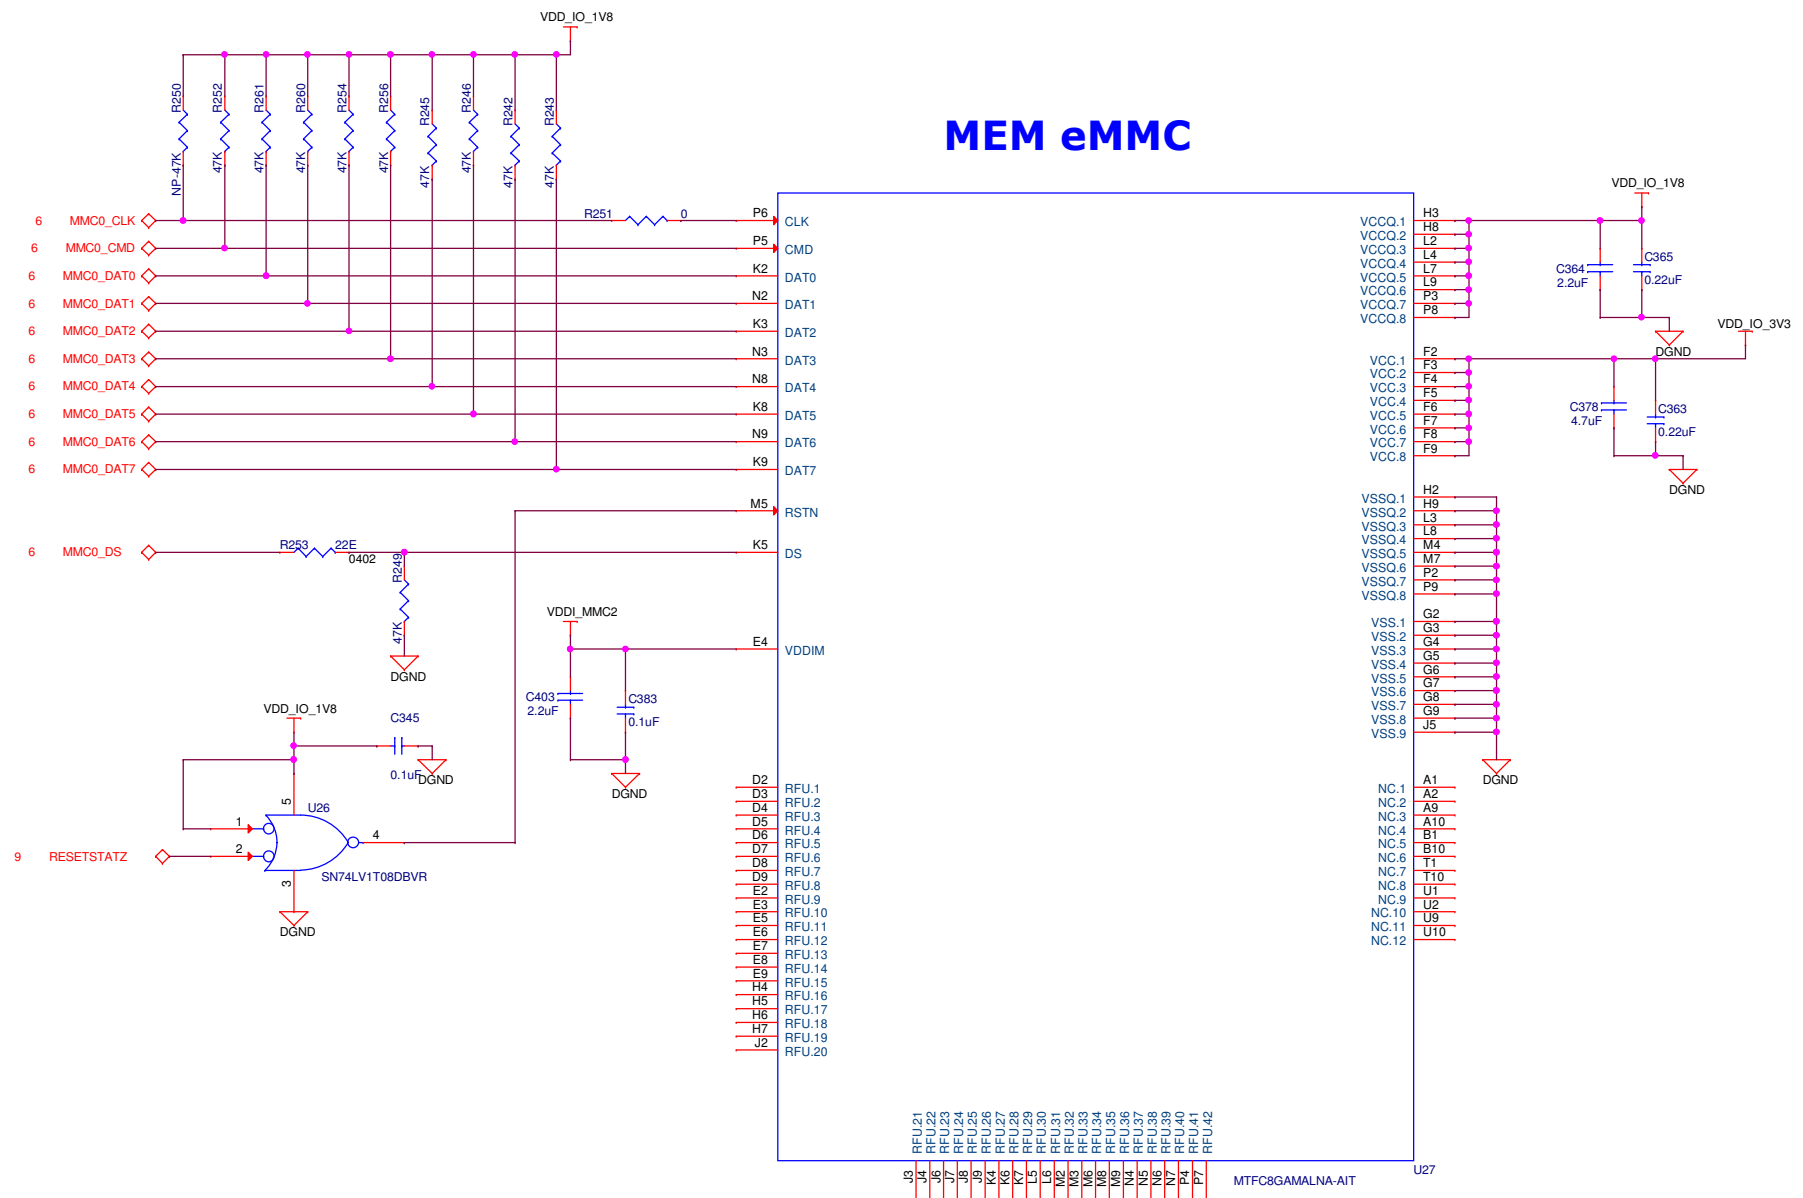 VDD_IO_1V8
R250
R252
R261
R260
R254
R256
R245
R246
R242
R243
NP-47K
47K
47K
47K
47K
47K
47K
47K
47K
47K
MEM eMMC
6 MMC0_CLK R251 0 P6 CLK
6 MMC0_CMD P5 CMD
6 MMC0_DAT0 K2 DAT0
6 MMC0_DAT1 N2 DAT1
6 MMC0_DAT2 K3 DAT2
6 MMC0_DAT3 N3 DAT3
6 MMC0_DAT4 N8 DAT4
6 MMC0_DAT5 K8 DAT5
6 MMC0_DAT6 N9 DAT6
6 MMC0_DAT7 K9 DAT7
M5 RSTN
6 MMC0_DS R253 22E K5 DS
0402
R249
47K
DGND
VDDI_MMC2
E4 VDDIM
C403
2.2uF
C383
0.1uF
DGND
VDD_IO_1V8
C345
0.1uF
DGND
5
U26
1
2
4
3
9 RESETSTATZ
SN74LV1T08DBVR
DGND
D2 RFU.1
D3 RFU.2
D4 RFU.3
D5 RFU.4
D6 RFU.5
D7 RFU.6
D8 RFU.7
D9 RFU.8
E2 RFU.9
E3 RFU.10
E5 RFU.11
E6 RFU.12
E7 RFU.13
E8 RFU.14
E9 RFU.15
H4 RFU.16
H5 RFU.17
H6 RFU.18
H7 RFU.19
J2 RFU.20
VDD_IO_1V8
VCCQ.1 H3
VCCQ.2 H8
VCCQ.3 L2
VCCQ.4 L4
VCCQ.5 L7
VCCQ.6 L9
VCCQ.7 P3
VCCQ.8 P8
C364
2.2uF
C365
0.22uF
DGND
VDD_IO_3V3
VCC.1 F2
VCC.2 F3
VCC.3 F4
VCC.4 F5
VCC.5 F6
VCC.6 F7
VCC.7 F8
VCC.8 F9
C378
4.7uF
C363
0.22uF
DGND
VSSQ.1 H2
VSSQ.2 H9
VSSQ.3 L3
VSSQ.4 L8
VSSQ.5 M4
VSSQ.6 M7
VSSQ.7 P2
VSSQ.8 P9
VSS.1 G2
VSS.2 G3
VSS.3 G4
VSS.4 G5
VSS.5 G6
VSS.6 G7
VSS.7 G8
VSS.8 G9
VSS.9 J5
DGND
NC.1 A1
NC.2 A2
NC.3 A9
NC.4 A10
NC.5 B1
NC.6 B10
NC.7 T1
NC.8 T10
NC.9 U1
NC.10 U2
NC.11 U9
NC.12 U10
RFU.21 J3
RFU.22 J4
RFU.23 J6
RFU.24 J7
RFU.25 J8
RFU.26 J9
RFU.27 K4
RFU.28 K6
RFU.29 K7
RFU.30 L5
RFU.31 L6
RFU.32 M2
RFU.33 M3
RFU.34 M6
RFU.35 M8
RFU.36 M9
RFU.37 N4
RFU.38 N5
RFU.39 N6
RFU.40 N7
RFU.41 P4
RFU.42 P7
U27
MTFC8GAMALNA-AIT